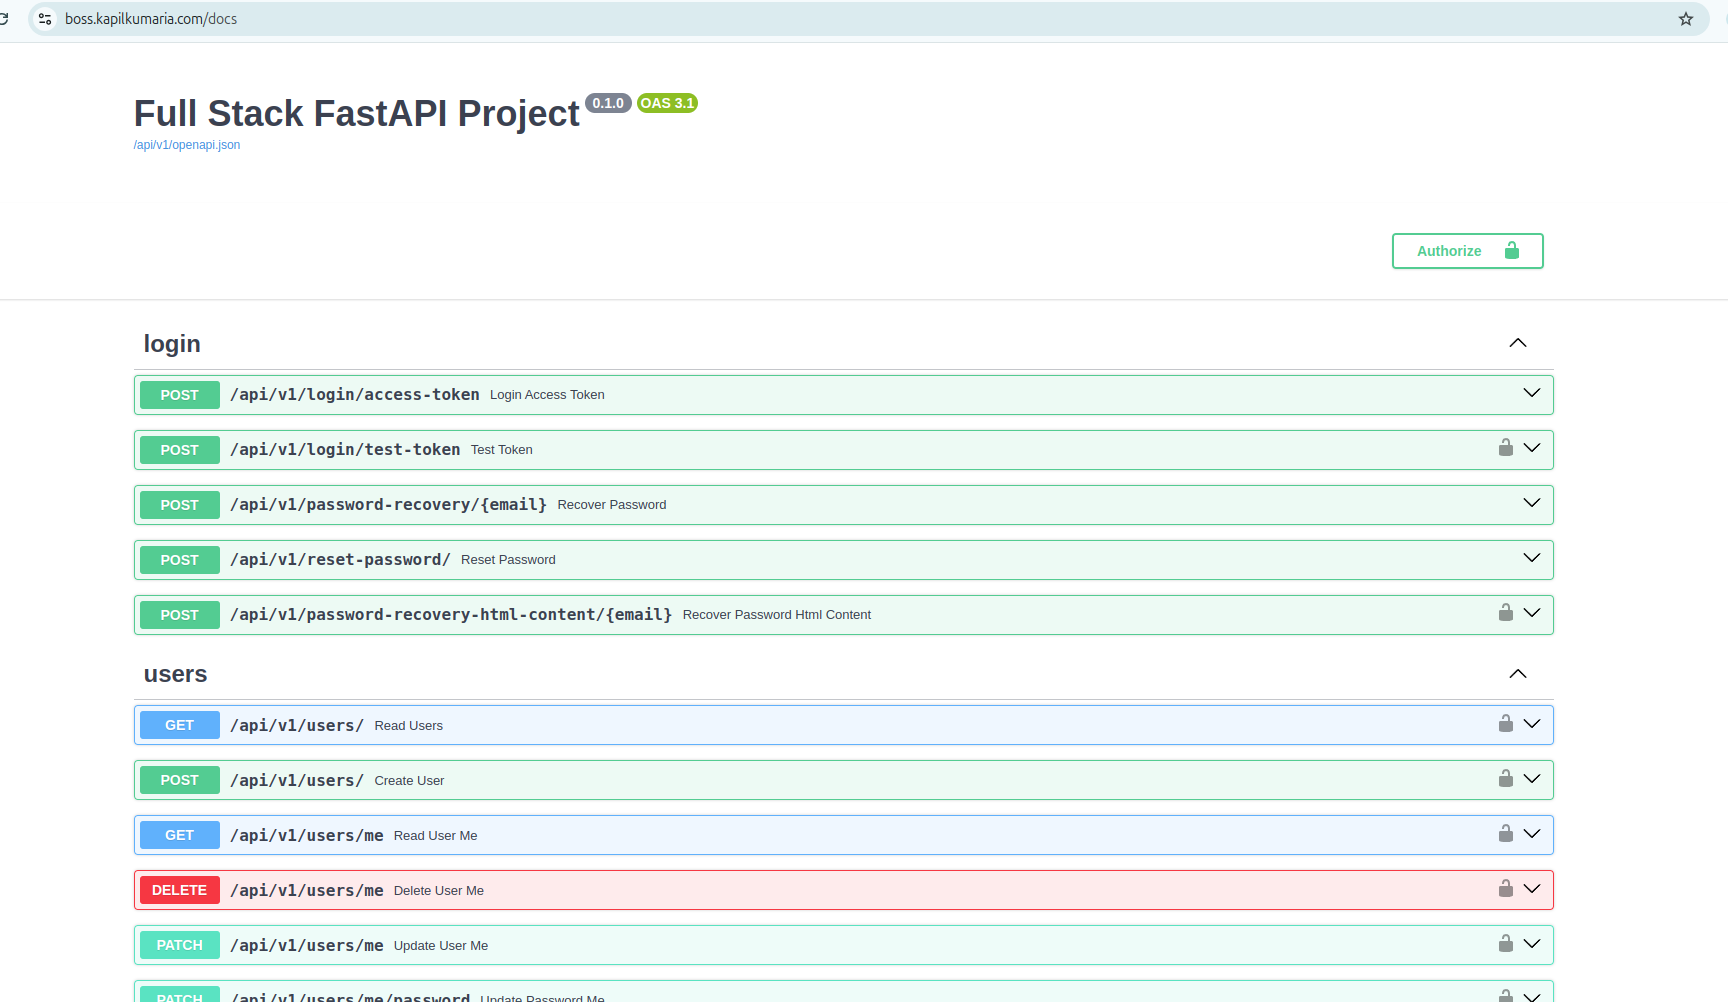 boss.kapilkumaria.com/docs
Full Stack FastAPI Project 0.1.0 OAS 3.1
/api/v1/openapi.json
Authorize
login
POST /api/v1/login/access-token Login Access Token
POST /api/v1/login/test-token Test Token
POST /api/v1/password-recovery/{email} Recover Password
POST /api/v1/reset-password/ Reset Password
POST /api/v1/password-recovery-html-content/{email} Recover Password Html Content
users
GET /api/v1/users/ Read Users
POST /api/v1/users/ Create User
GET /api/v1/users/me Read User Me
DELETE /api/v1/users/me Delete User Me
PATCH /api/v1/users/me Update User Me
PATCH /api/v1/users/me/password Update Password Me